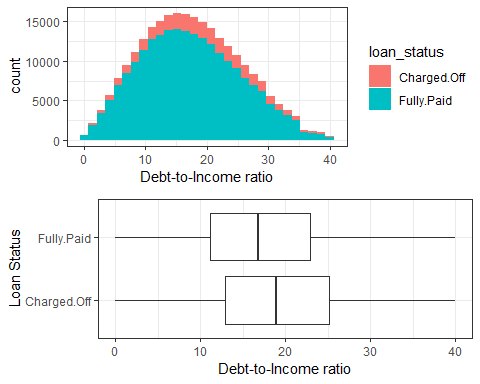 15000
10000
5000
0
count
0 10 20 30 40
Debt-to-Income ratio
loan_status
Charged.Off
Fully.Paid
Loan Status
Fully.Paid
Charged.Off
0 10 20 30 40
Debt-to-Income ratio